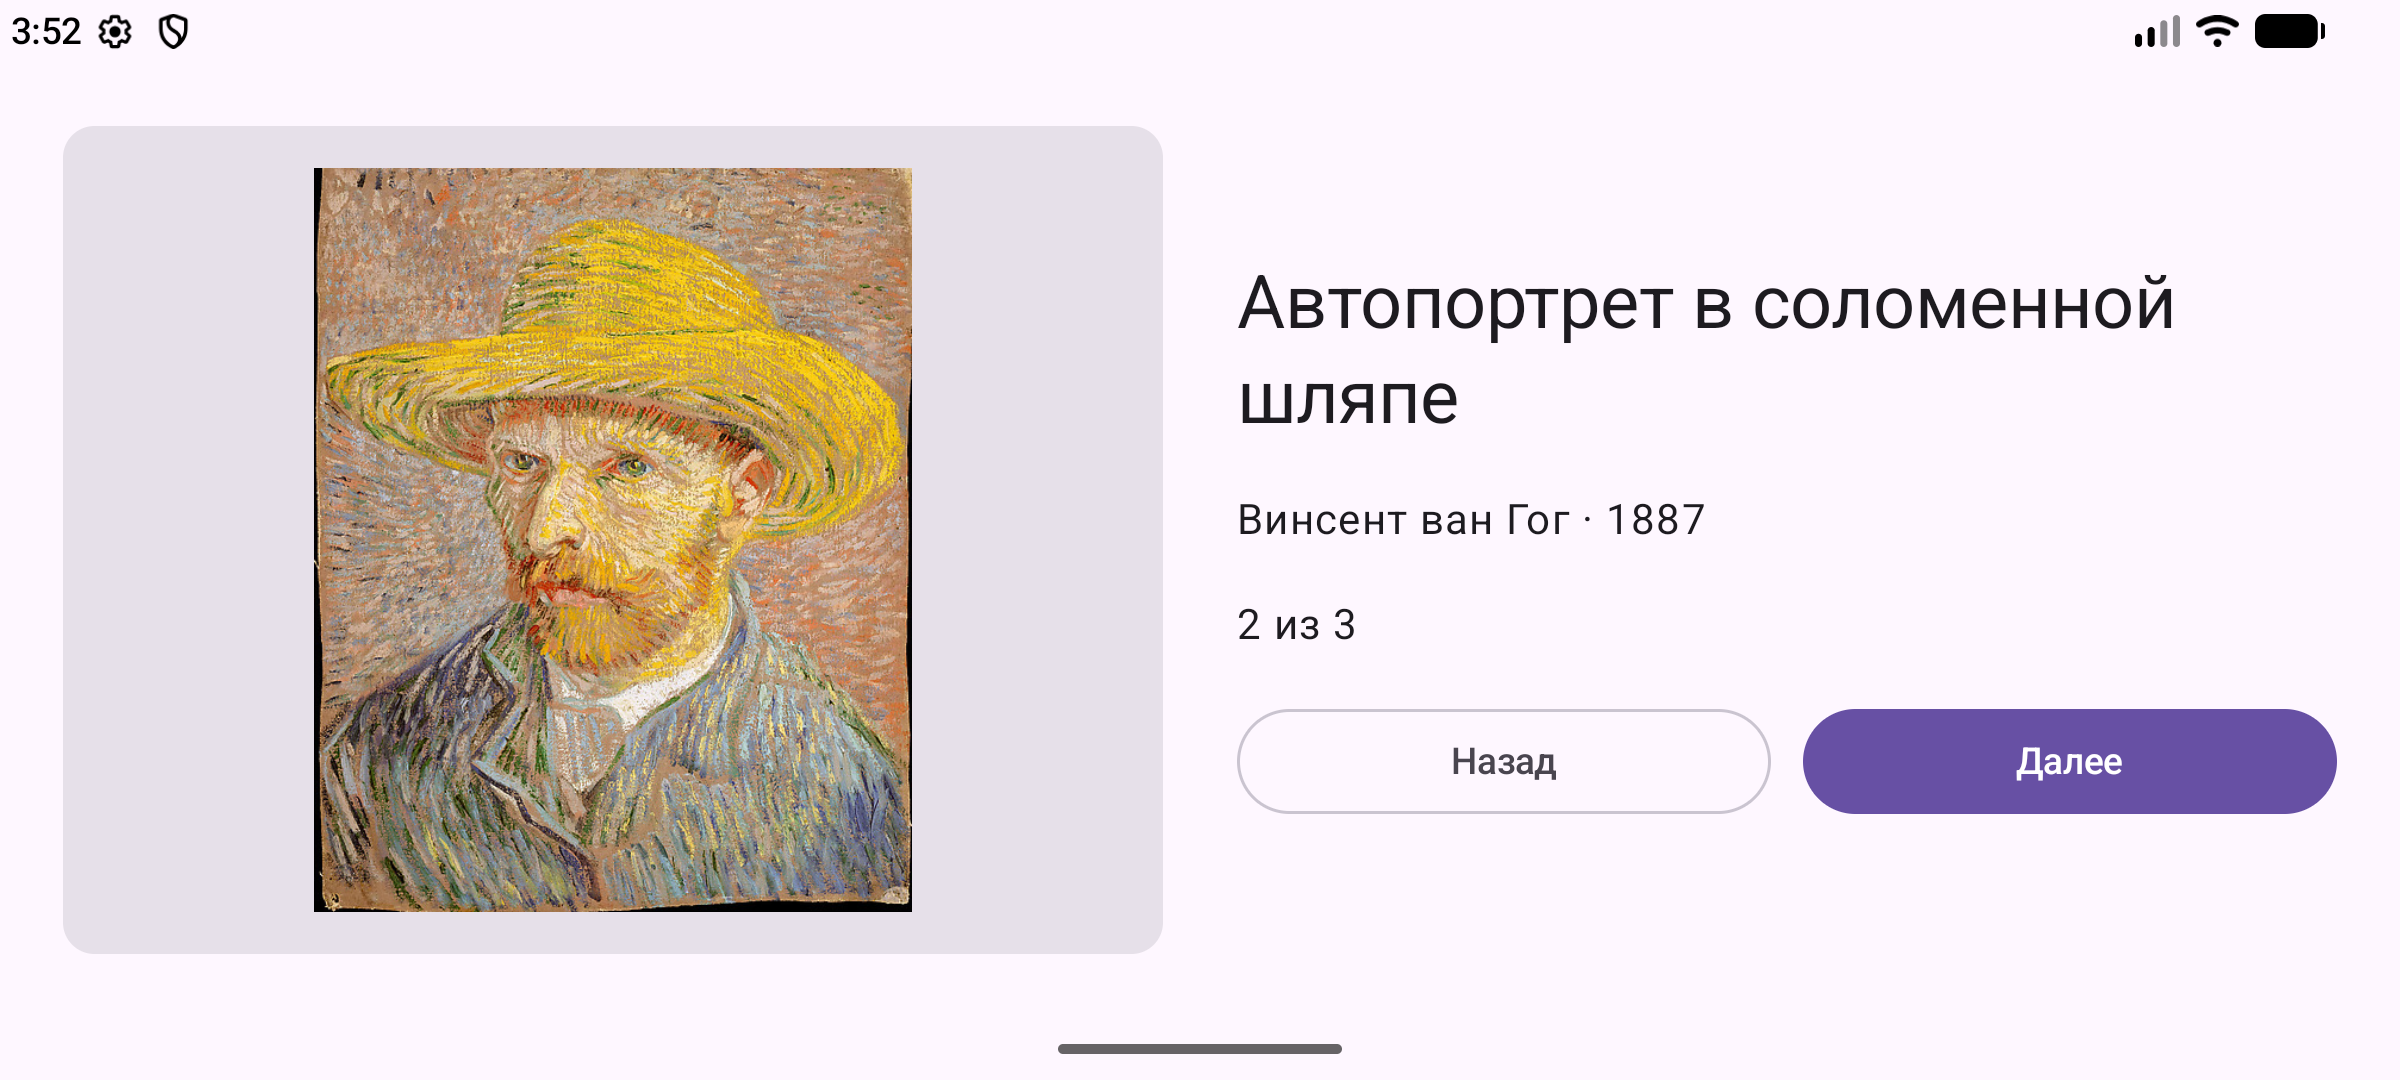 3:52
Автопортрет в соломенной
шляпе
Винсент ван Гог · 1887
2 из 3
Назад
Далее